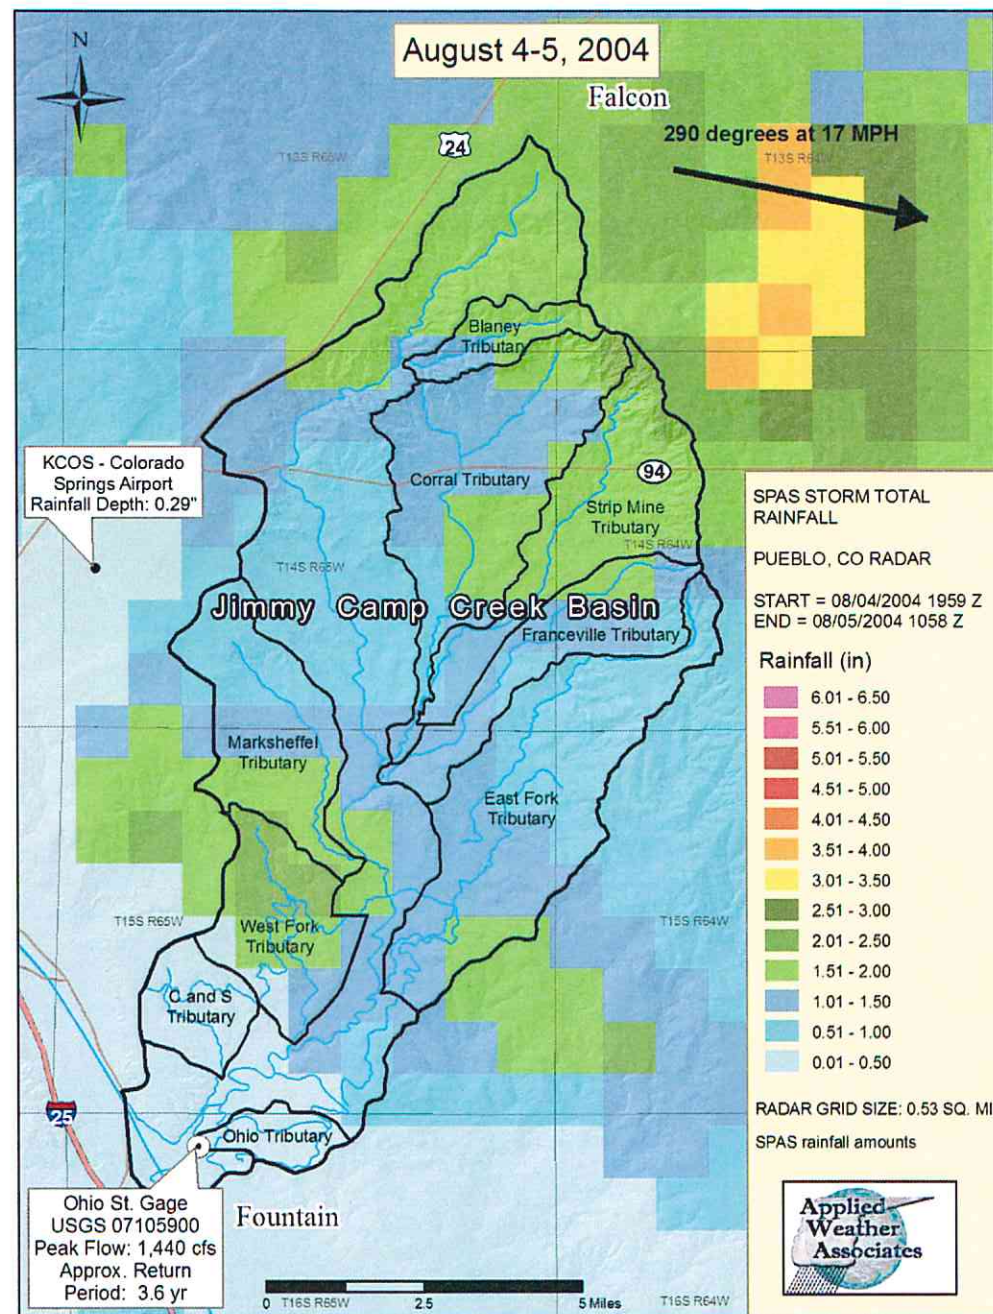 August 4-5, 2004
N
Falcon
24
290 degrees at 17 MPH
T13S R65W
T13S R64W
Blaney
Tributary
KCOS - Colorado
Springs Airport
Rainfall Depth: 0.29"
Corral Tributary
94
Strip Mine
Tributary
T14S R64W
T14S R65W
Jimmy Camp Creek Basin
Franceville Tributary
Marksheffel
Tributary
East Fork
Tributary
T15S R65W
T15S R64W
West Fork
Tributary
C and S
Tributary
25
Ohio Tributary
Ohio St. Gage
USGS 07105900
Peak Flow: 1,440 cfs
Approx. Return
Period: 3.6 yr
Fountain
0 2.5 5 Miles
T16S R65W
T16S R64W
SPAS STORM TOTAL
RAINFALL
PUEBLO, CO RADAR
START = 08/04/2004 1959 Z
END = 08/05/2004 1058 Z
Rainfall (in)
6.01 - 6.50
5.51 - 6.00
5.01 - 5.50
4.51 - 5.00
4.01 - 4.50
3.51 - 4.00
3.01 - 3.50
2.51 - 3.00
2.01 - 2.50
1.51 - 2.00
1.01 - 1.50
0.51 - 1.00
0.01 - 0.50
RADAR GRID SIZE: 0.53 SQ. MI
SPAS rainfall amounts
Applied
Weather
Associates